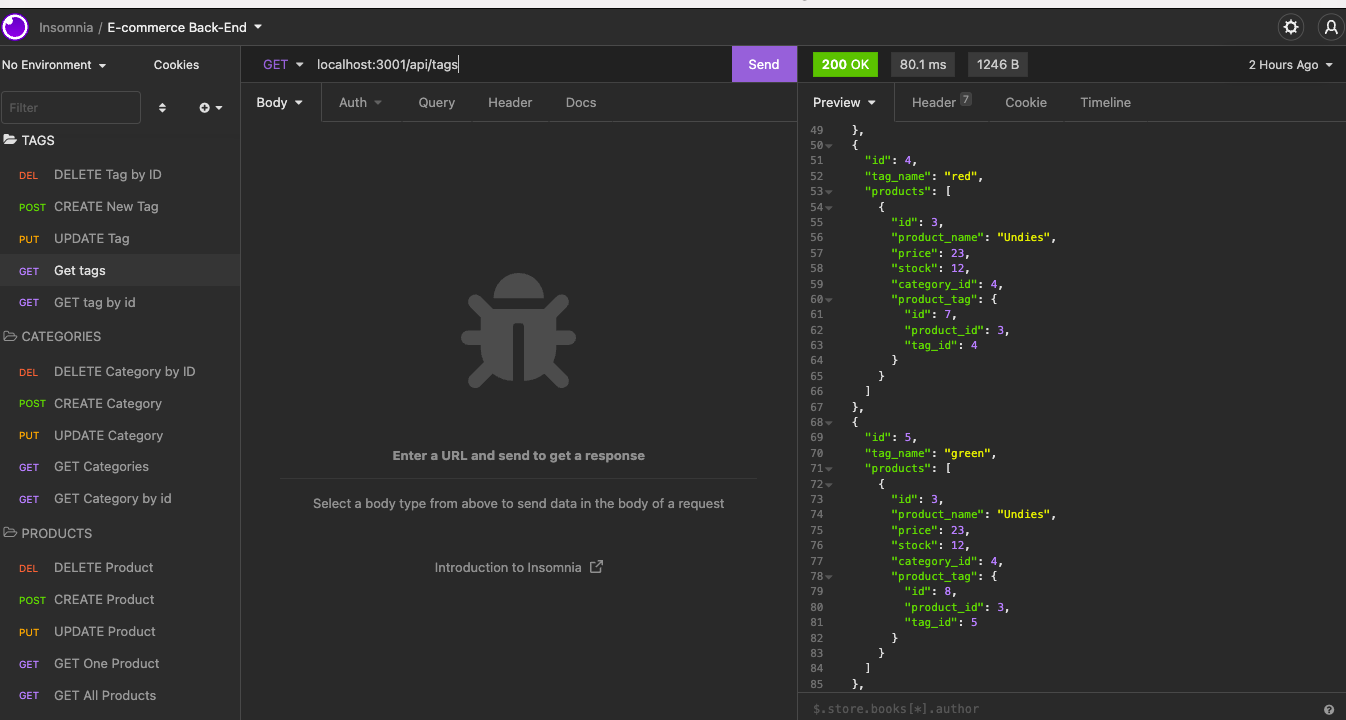 Insomnia / E-commerce Back-End
No Environment
Cookies
Filter
TAGS
DEL DELETE Tag by ID
POST CREATE New Tag
PUT UPDATE Tag
GET Get tags
GET GET tag by id
CATEGORIES
DEL DELETE Category by ID
POST CREATE Category
PUT UPDATE Category
GET GET Categories
GET GET Category by id
PRODUCTS
DEL DELETE Product
POST CREATE Product
PUT UPDATE Product
GET GET One Product
GET GET All Products
GET localhost:3001/api/tags Send
Body Auth Query Header Docs
Enter a URL and send to get a response
Select a body type from above to send data in the body of a request
Introduction to Insomnia
200 OK 80.1 ms 1246 B 2 Hours Ago
Preview Header 7 Cookie Timeline
49 },
50 {
51 "id": 4,
52 "tag_name": "red",
53 "products": [
54 {
55 "id": 3,
56 "product_name": "Undies",
57 "price": 23,
58 "stock": 12,
59 "category_id": 4,
60 "product_tag": {
61 "id": 7,
62 "product_id": 3,
63 "tag_id": 4
64 }
65 }
66 ]
67 },
68 {
69 "id": 5,
70 "tag_name": "green",
71 "products": [
72 {
73 "id": 3,
74 "product_name": "Undies",
75 "price": 23,
76 "stock": 12,
77 "category_id": 4,
78 "product_tag": {
79 "id": 8,
80 "product_id": 3,
81 "tag_id": 5
82 }
83 }
84 ]
85 },
$.store.books[*].author